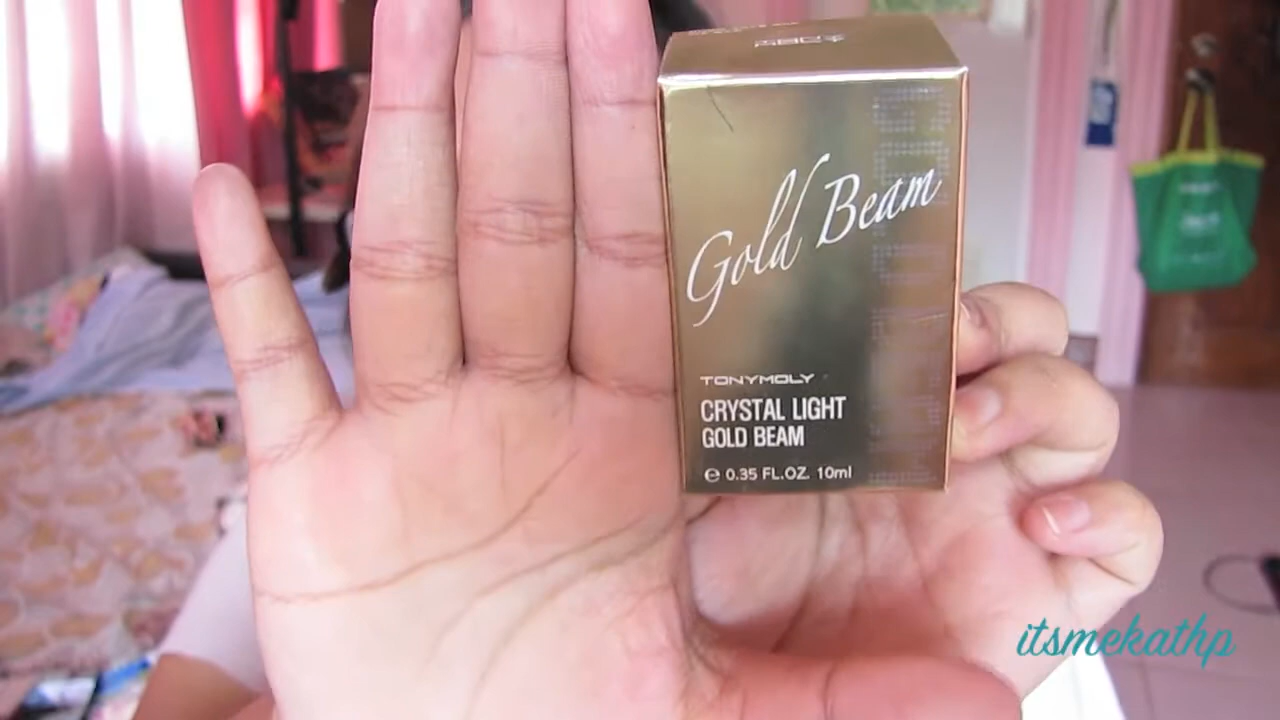 Gold Beam
TONYMOLY
CRYSTAL LIGHT
GOLD BEAM
℮ 0.35 FL.OZ. 10ml
itsmekathp